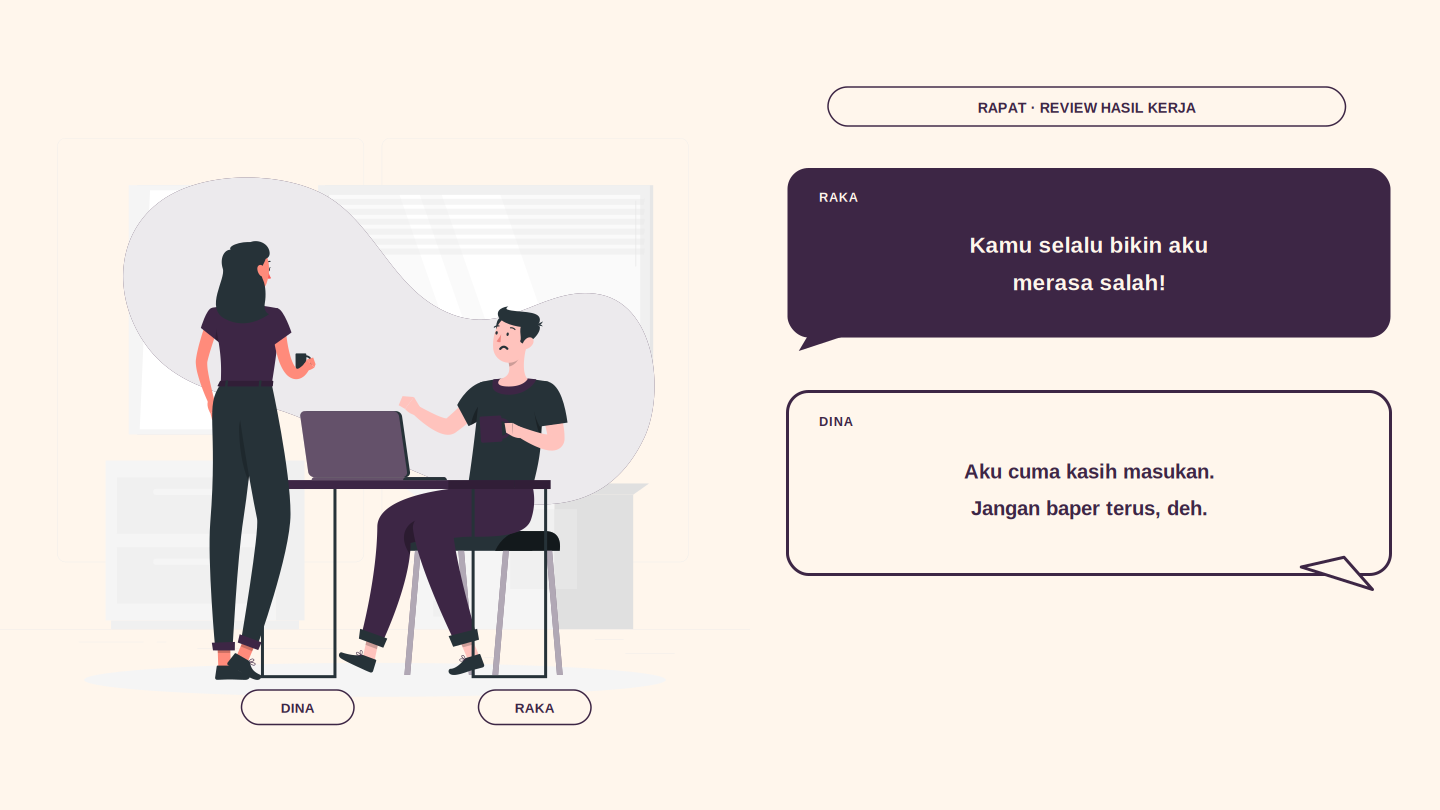 RAPAT · REVIEW HASIL KERJA
RAKA
Kamu selalu bikin aku
merasa salah!
DINA
Aku cuma kasih masukan.
Jangan baper terus, deh.
DINA
RAKA